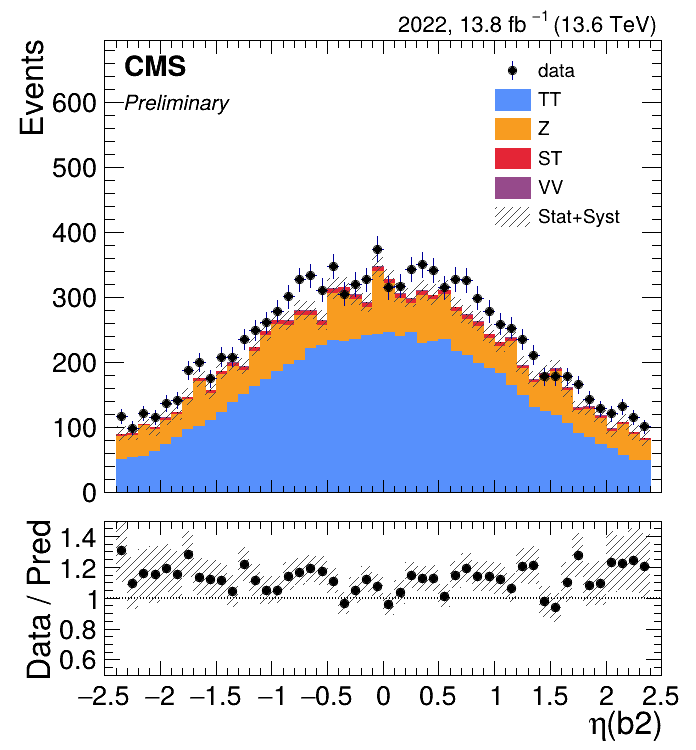 2022, 13.8 fb⁻¹ (13.6 TeV)
CMS
Preliminary
data
TT
Z
ST
VV
Stat+Syst
Events
600
500
400
300
200
100
0
Data / Pred
1.4
1.2
1
0.8
0.6
−2.5 −2 −1.5 −1 −0.5 0 0.5 1 1.5 2 2.5
η(b2)